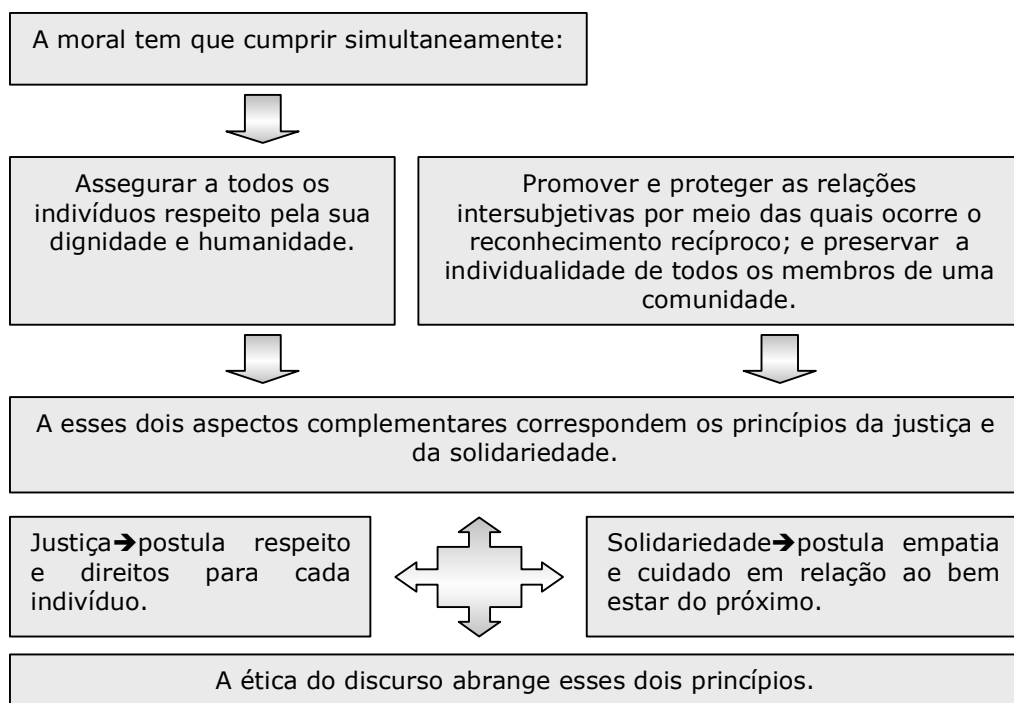 A moral tem que cumprir simultaneamente:
Assegurar a todos os
indivíduos respeito pela sua
dignidade e humanidade.
Promover e proteger as relações
intersubjetivas por meio das quais ocorre o
reconhecimento recíproco; e preservar a
individualidade de todos os membros de uma
comunidade.
A esses dois aspectos complementares correspondem os princípios da justiça e
da solidariedade.
Justiça➔postula respeito
e direitos para cada
indivíduo.
Solidariedade➔postula empatia
e cuidado em relação ao bem
estar do próximo.
A ética do discurso abrange esses dois princípios.